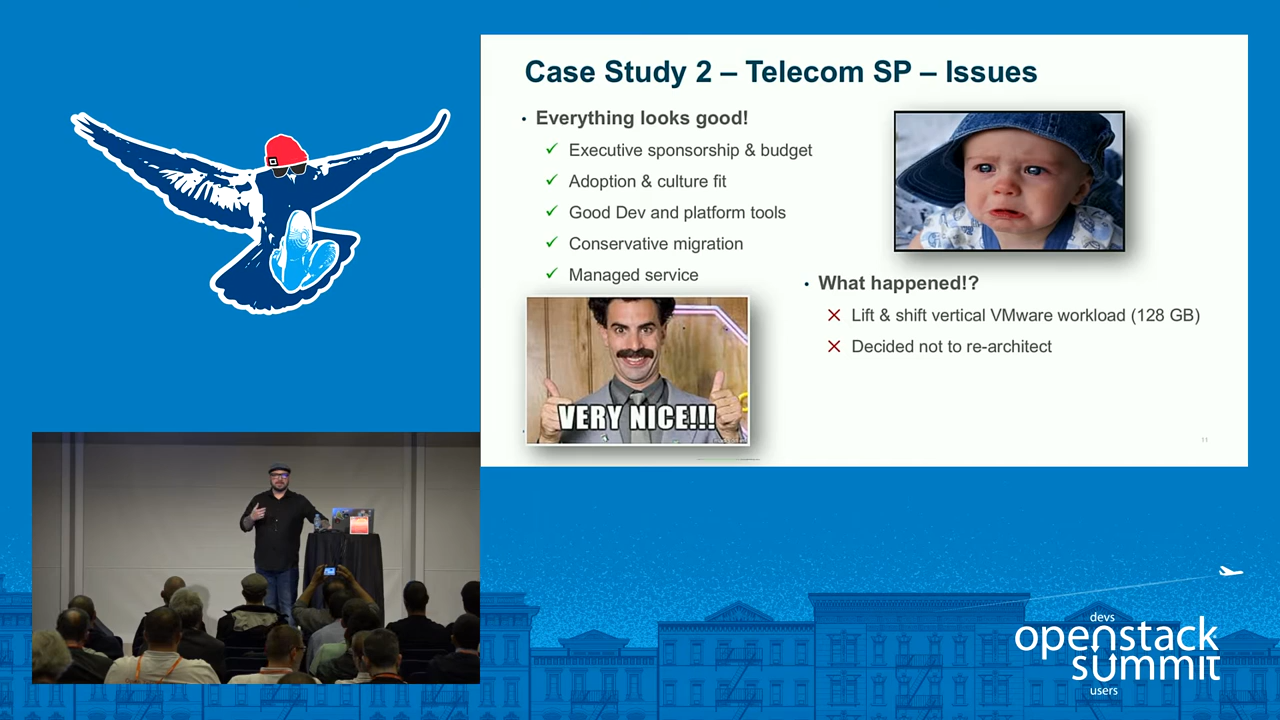 Case Study 2 – Telecom SP – Issues
• Everything looks good!
✓ Executive sponsorship & budget
✓ Adoption & culture fit
✓ Good Dev and platform tools
✓ Conservative migration
✓ Managed service
VERY NICE!!!
• What happened!?
✕ Lift & shift vertical VMware workload (128 GB)
✕ Decided not to re-architect
devs
openstack
summit
users